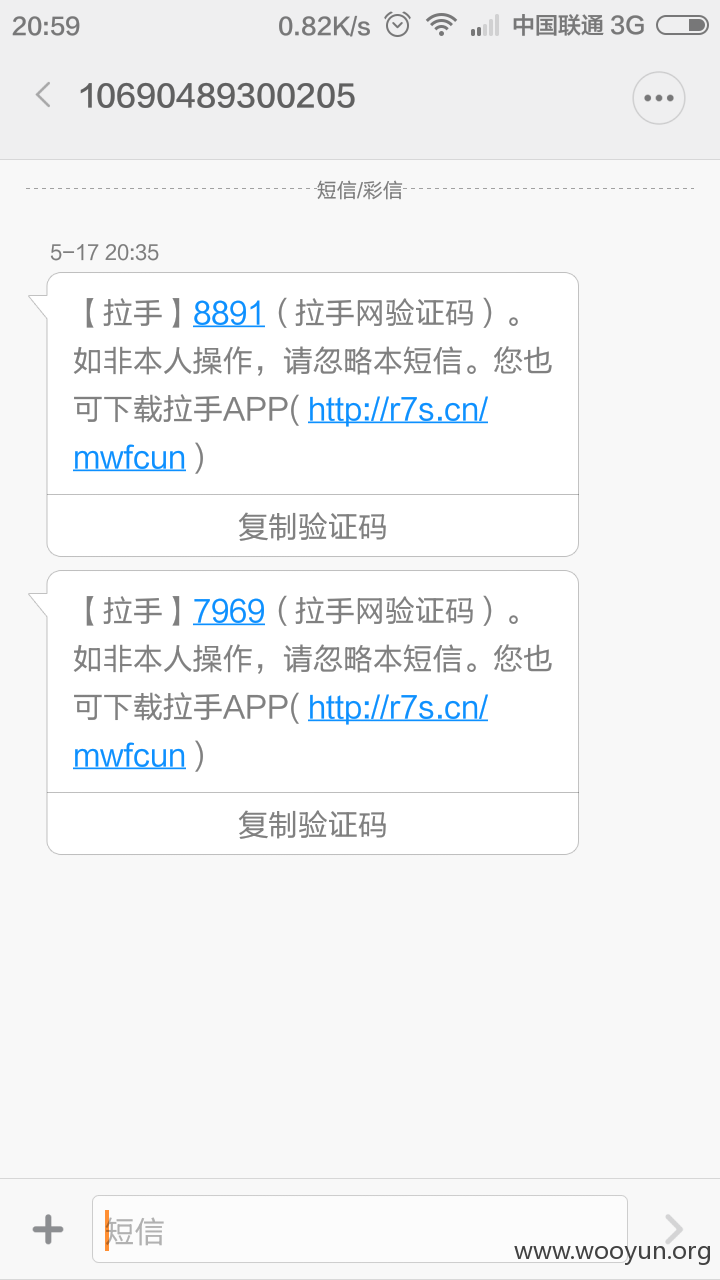 20:59 0.82K/s 中国联通 3G
10690489300205
短信/彩信
5-17 20:35
【拉手】8891（拉手网验证码）。
如非本人操作，请忽略本短信。您也
可下载拉手APP( http://r7s.cn/
mwfcun )
复制验证码
【拉手】7969（拉手网验证码）。
如非本人操作，请忽略本短信。您也
可下载拉手APP( http://r7s.cn/
mwfcun )
复制验证码
短信
www.wooyun.org